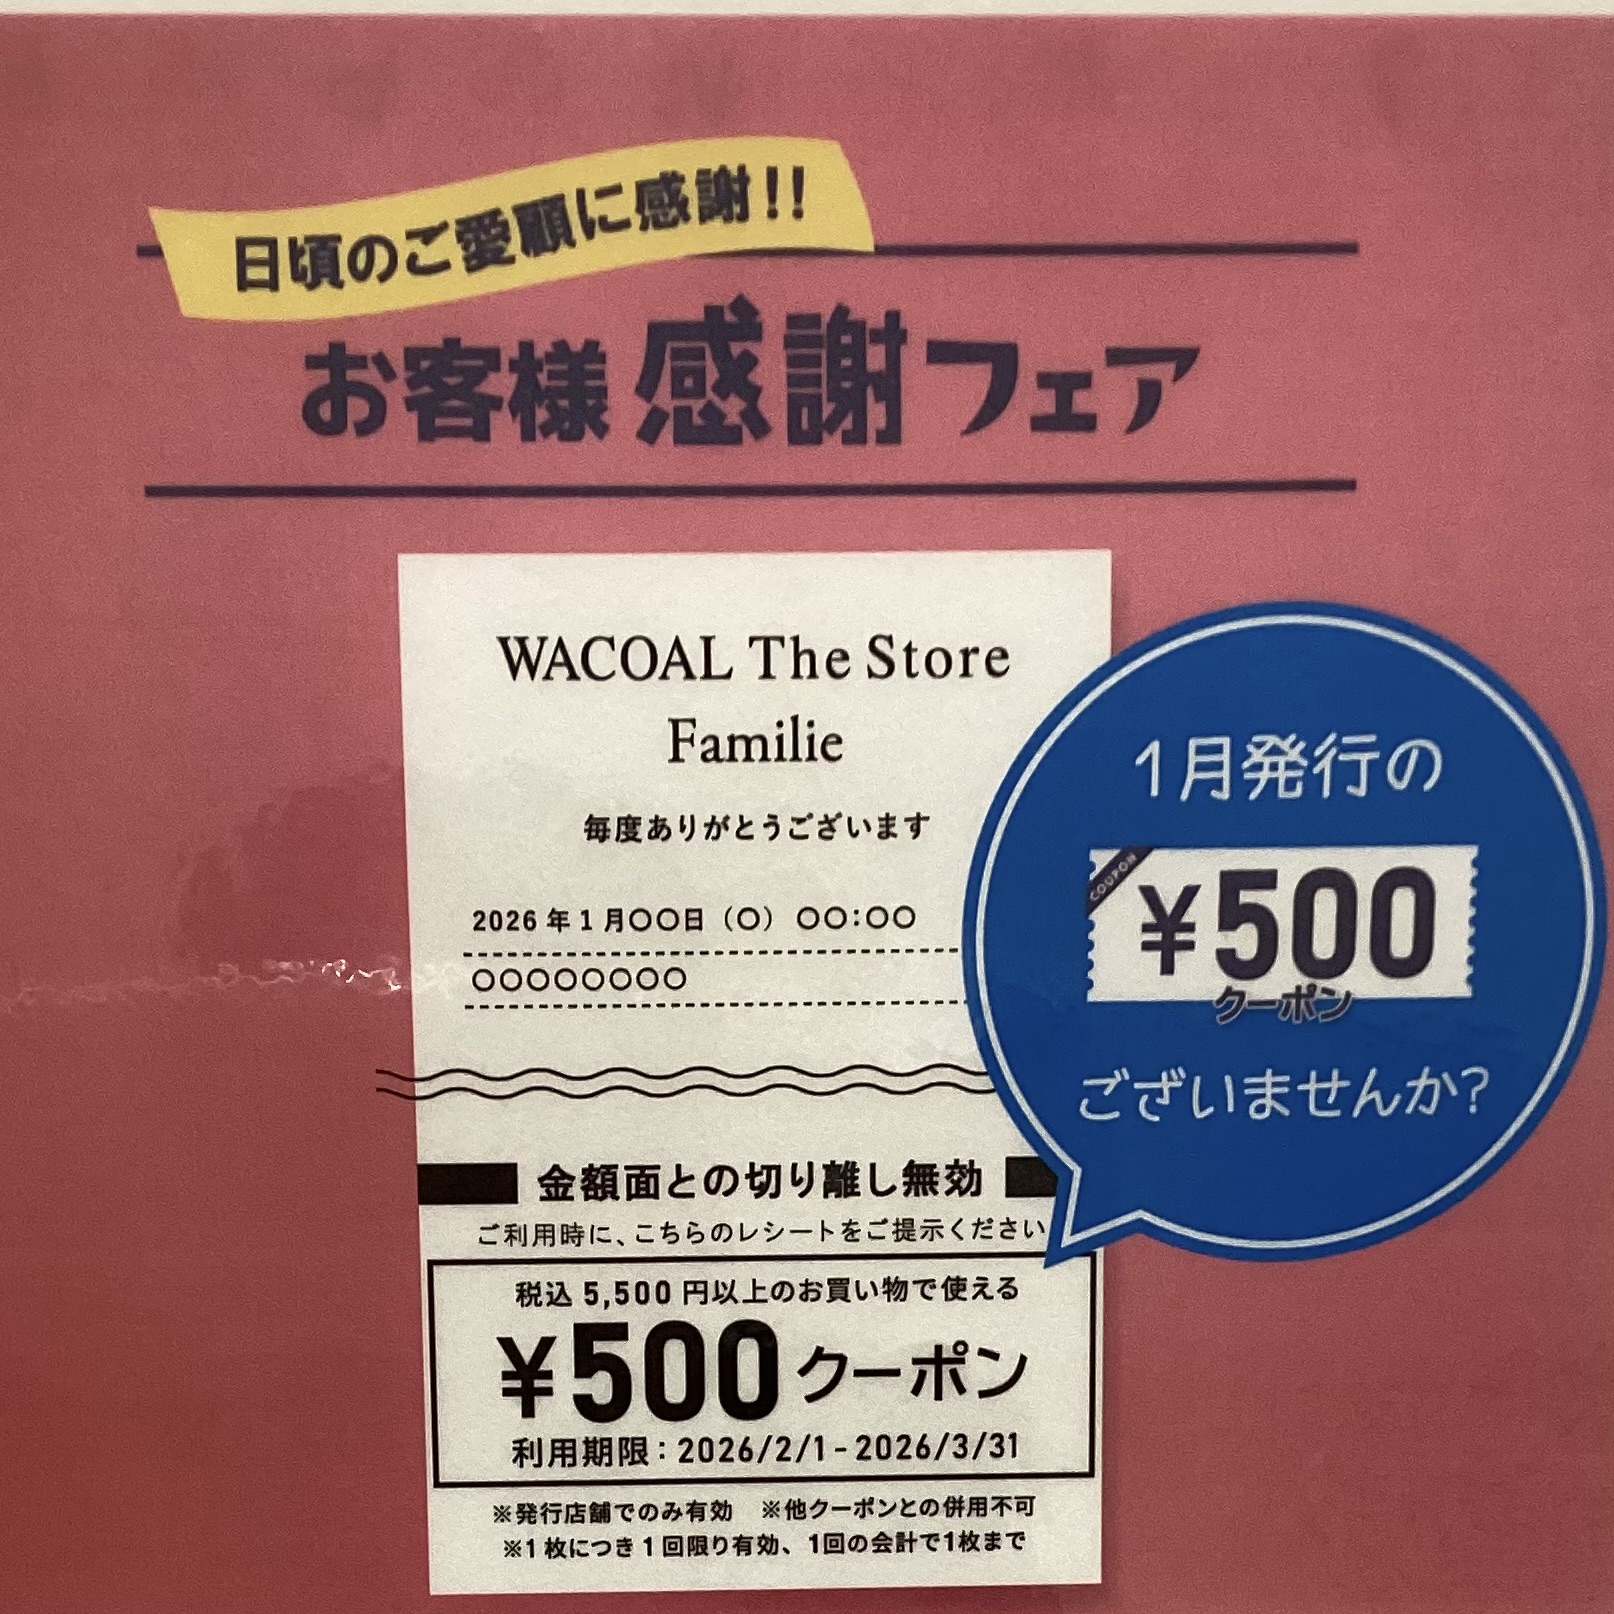 日頃のご愛顧に感謝!!
お客様感謝フェア
WACOAL The Store
Familie
毎度ありがとうございます
2026年1月〇〇日（〇）〇〇:〇〇
〇〇〇〇〇〇〇〇
金額面との切り離し無効
ご利用時に、こちらのレシートをご提示ください
税込5,500円以上のお買い物で使える
¥500クーポン
利用期限：2026/2/1-2026/3/31
※発行店舗でのみ有効　※他クーポンとの併用不可
※1枚につき1回限り有効、1回の会計で1枚まで
1月発行の
COUPON
¥500
クーポン
ございませんか?